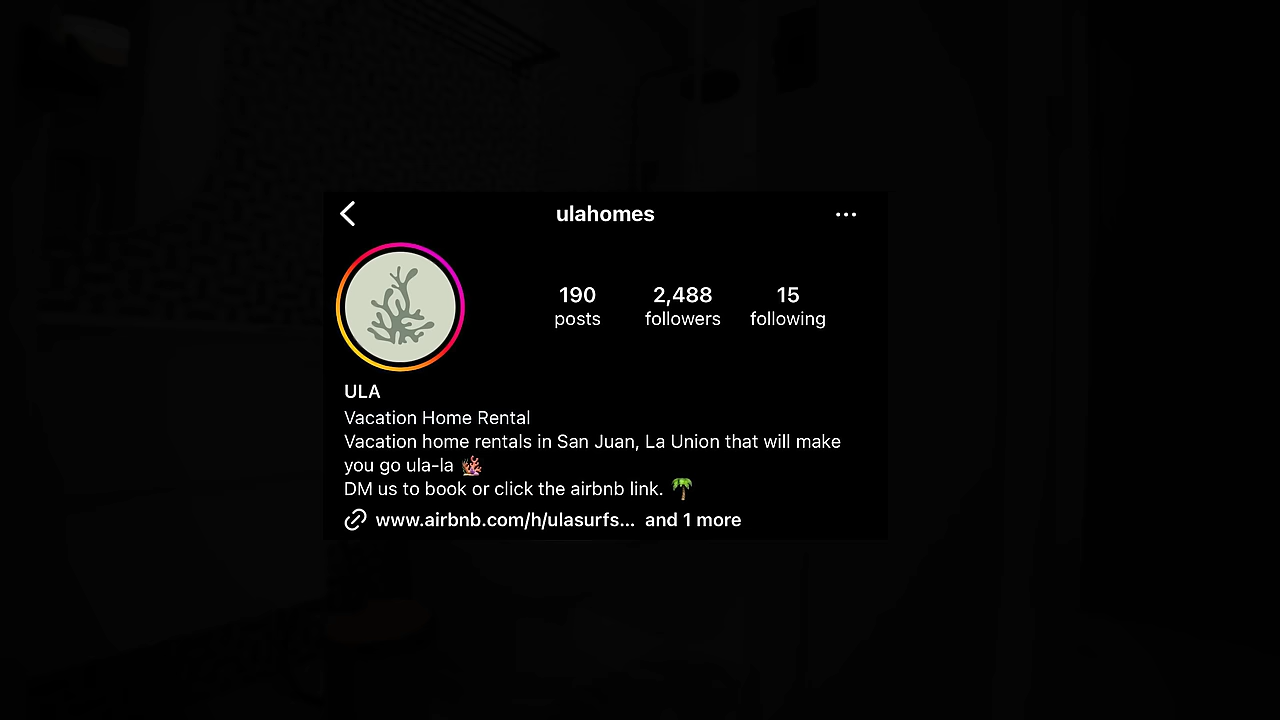 ulahomes
190 2,488 15
posts followers following
ULA
Vacation Home Rental
Vacation home rentals in San Juan, La Union that will make
you go ula-la 🪸
DM us to book or click the airbnb link. 🌴
www.airbnb.com/h/ulasurfs... and 1 more